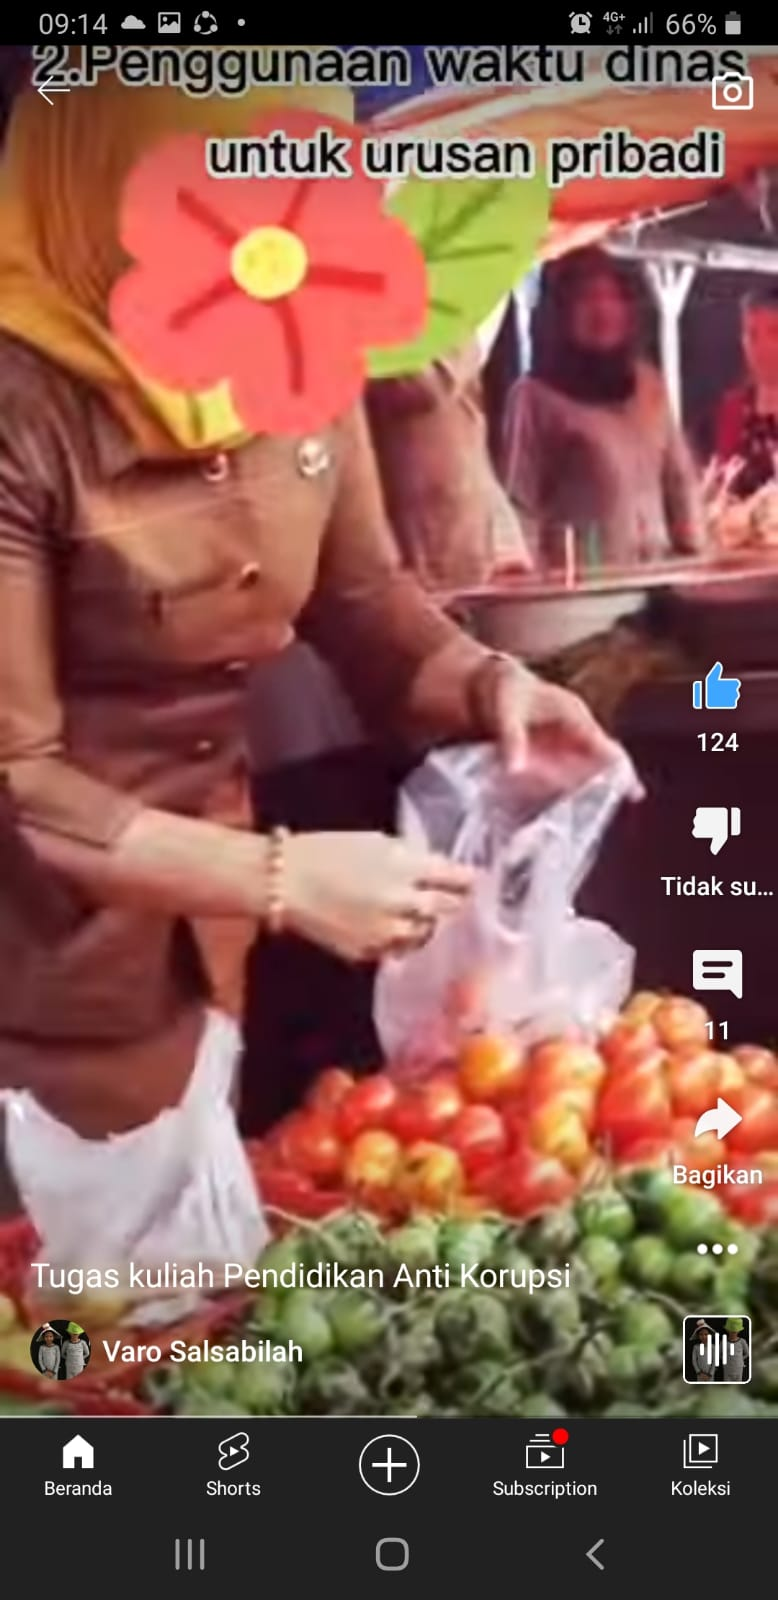 09:14
4G+
66%
2.Penggunaan waktu dinas
untuk urusan pribadi
124
Tidak su...
11
Bagikan
Tugas kuliah Pendidikan Anti Korupsi
Varo Salsabilah
Beranda
Shorts
Subscription
Koleksi